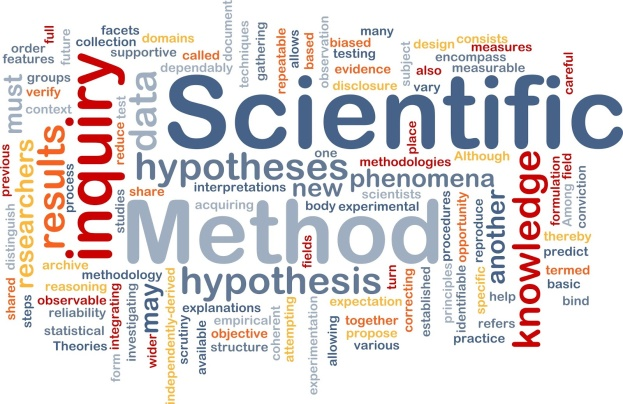 full
future
facets
collection
domains
supportive
called
dependably
document
techniques
gathering
repeatable
allows
based
observation
biased
testing
many
evidence
disclosure
subject
design
consists
measures
encompass
also
measurable
vary
careful
order
features
groups
verify
context
must
inquiry
data
test
reduce
Scientific
previous
distinguish
researchers
results
process
studies
share
hypotheses
one
interpretations
new
methodologies
place
Although
phenomena
scientists
acquiring
body
experimental
Method
fields
procedures
principles
identifiable
opportunity
specific
reproduce
another
knowledge
formulation
field
Among
conviction
thereby
predict
termed
basic
bind
archive
reasoning
observable
reliability
statistical
Theories
shared
steps
methodology
form
integrating
investigating
may
wider
independently-derived
hypothesis
scrutiny
explanations
available
empirical
objective
structure
coherent
attempting
experimentation
expectation
turn
correcting
established
together
allowing
propose
various
help
refers
practice